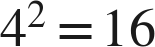 4² = 16